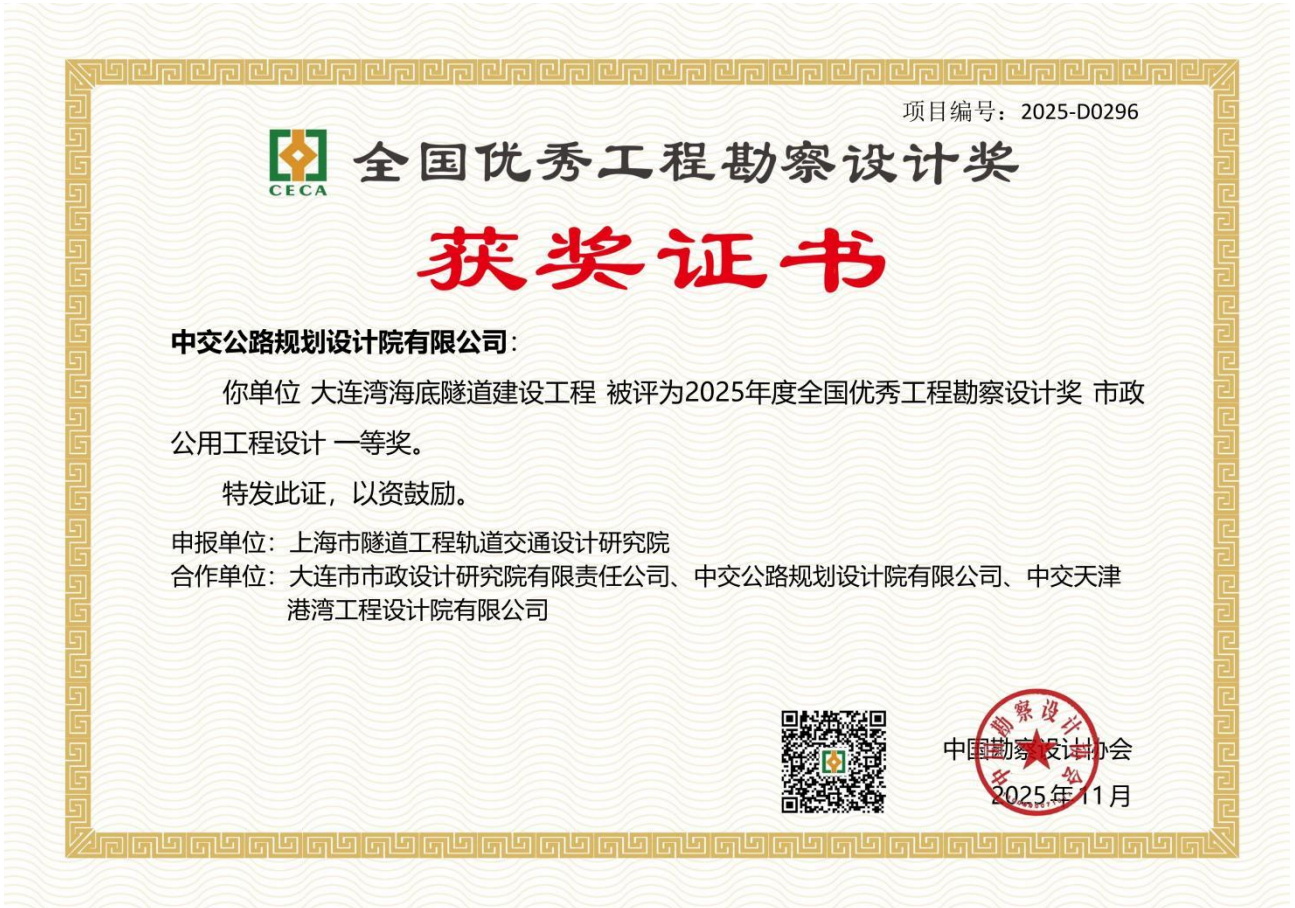 项目编号：2025-D0296
CECA
全国优秀工程勘察设计奖
获奖证书
中交公路规划设计院有限公司：
你单位 大连湾海底隧道建设工程 被评为2025年度全国优秀工程勘察设计奖 市政
公用工程设计 一等奖。
特发此证，以资鼓励。
申报单位：上海市隧道工程轨道交通设计研究院
合作单位：大连市市政设计研究院有限责任公司、中交公路规划设计院有限公司、中交天津
港湾工程设计院有限公司
中国勘察设计协会
中国勘察设计协会
2025年11月